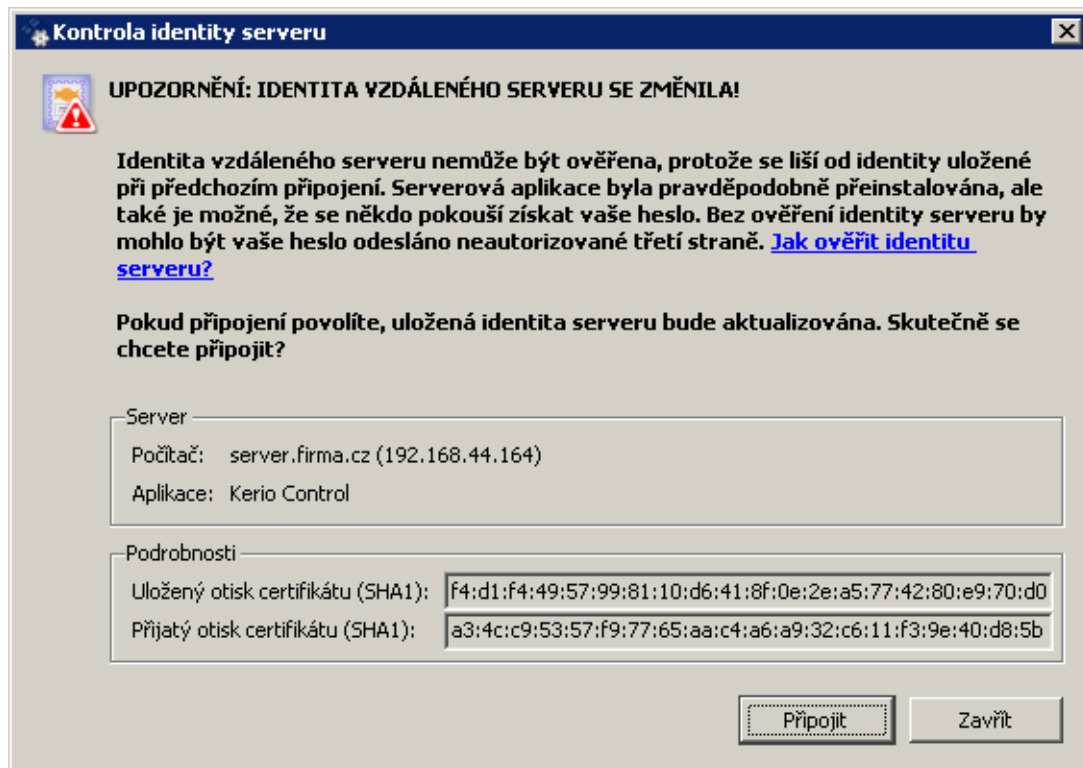 Kontrola identity serveru
UPOZORNĚNÍ: IDENTITA VZDÁLENÉHO SERVERU SE ZMĚNILA!
Identita vzdáleného serveru nemůže být ověřena, protože se liší od identity uložené
při předchozím připojení. Serverová aplikace byla pravděpodobně přeinstalována, ale
také je možné, že se někdo pokouší získat vaše heslo. Bez ověření identity serveru by
mohlo být vaše heslo odesláno neautorizované třetí straně. Jak ověřit identitu
serveru?
Pokud připojení povolíte, uložená identita serveru bude aktualizována. Skutečně se
chcete připojit?
Server
Počítač: server.firma.cz (192.168.44.164)
Aplikace: Kerio Control
Podrobnosti
Uložený otisk certifikátu (SHA1): f4:d1:f4:49:57:99:81:10:d6:41:8f:0e:2e:a5:77:42:80:e9:70:d0
Přijatý otisk certifikátu (SHA1): a3:4c:c9:53:57:f9:77:65:aa:c4:a6:a9:32:c6:11:f3:9e:40:d8:5b
Připojit Zavřít